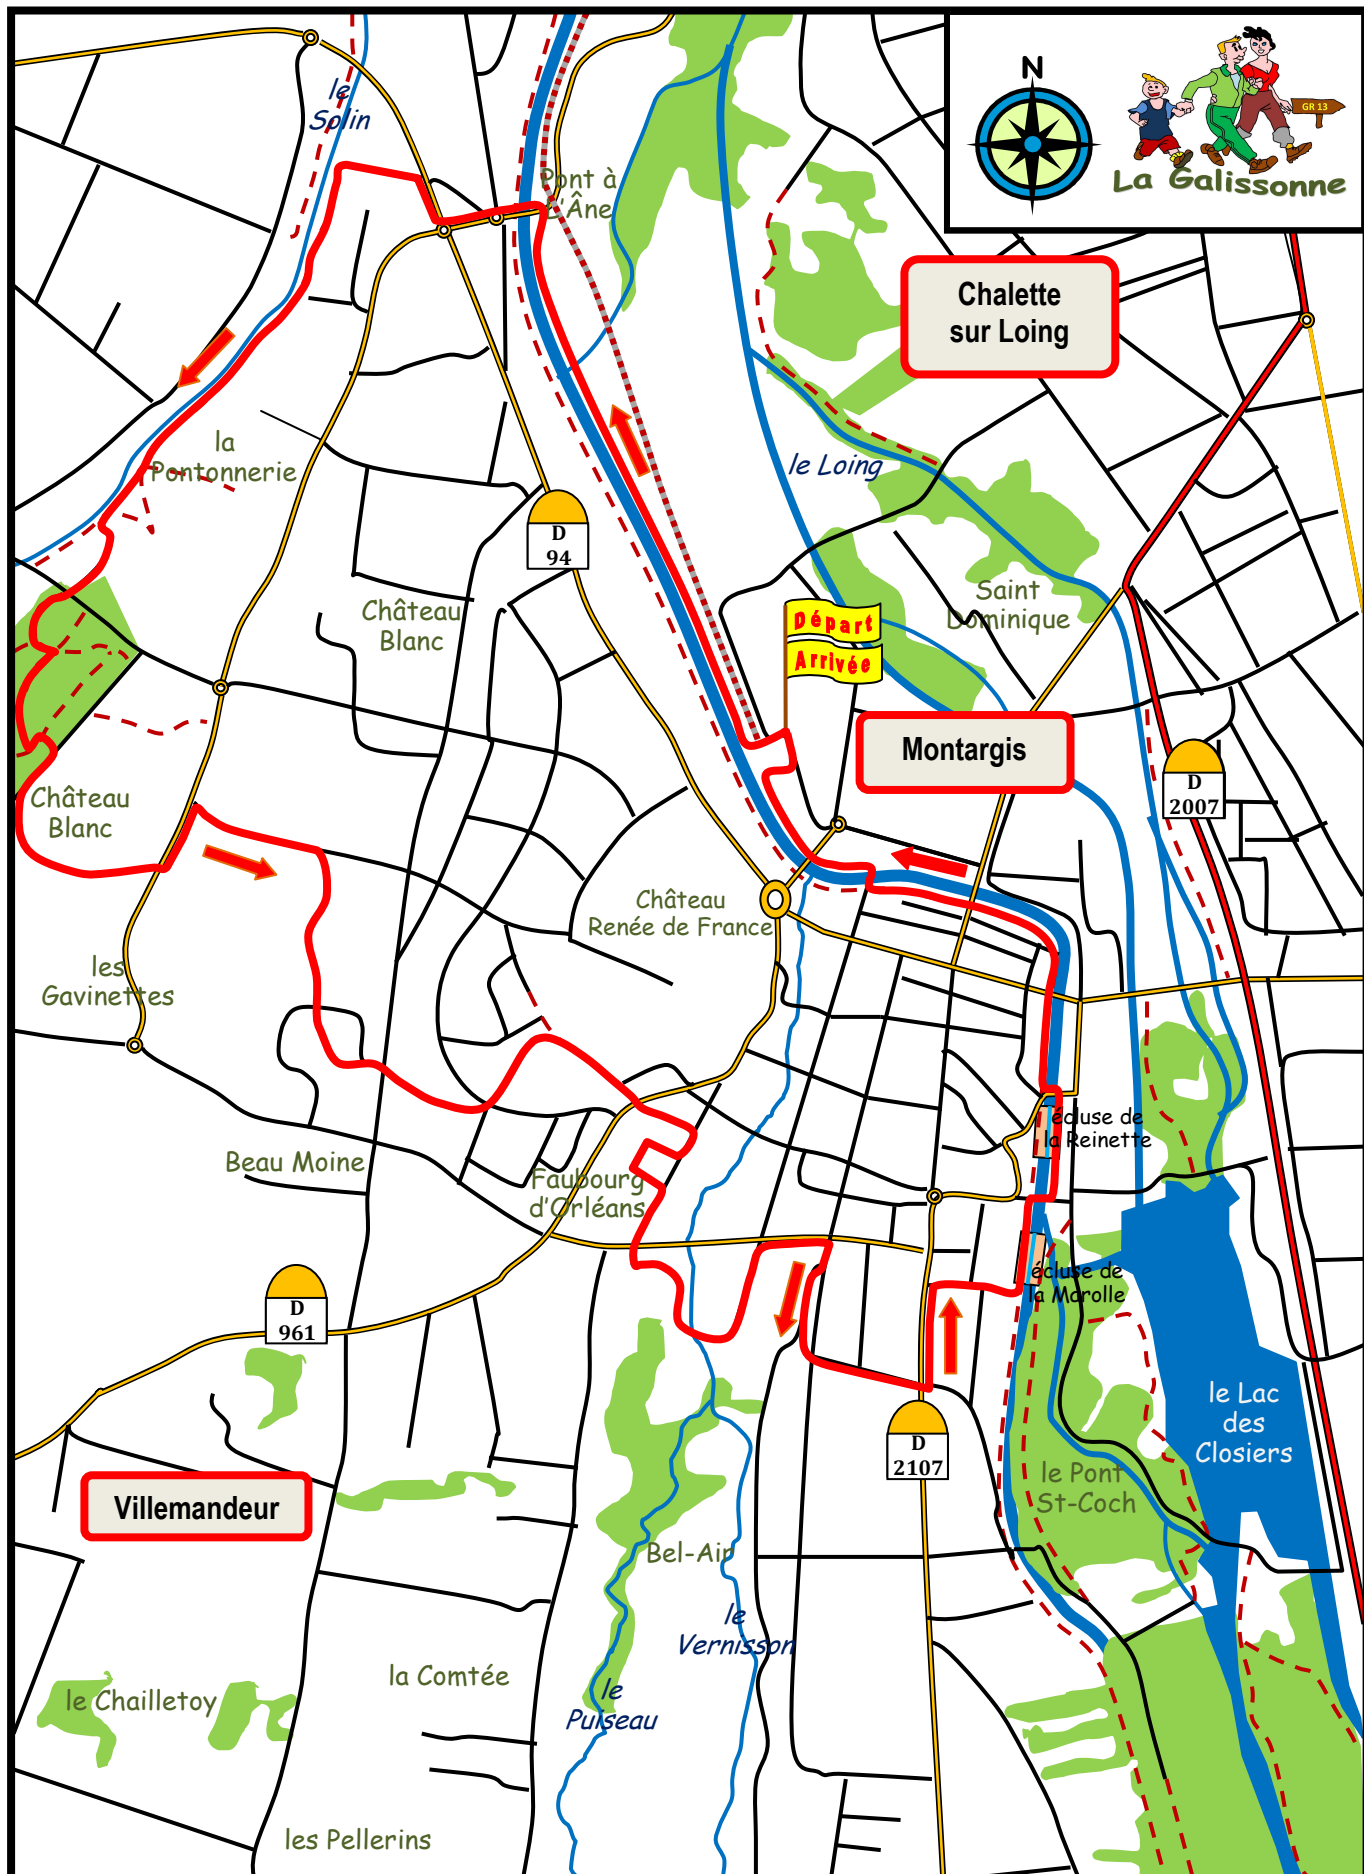 N
GR 13
La Galissonne
le
Solin
Pont à
L'Âne
Chalette
sur Loing
la
Pontonnerie
le Loing
D
94
Château
Blanc
Saint
Dominique
Départ
Arrivée
Montargis
D
2007
Château
Blanc
Château
Renée de France
les
Gavinettes
écluse de
la Reinette
Beau Moine
Faubourg
d'Orléans
écluse de
la Marolle
D
961
le Lac
des
Closiers
D
2107
le Pont
St-Coch
Villemandeur
Bel-Air
le
Vernisson
la Comtée
le Chailletoy
le
Puiseau
les Pellerins